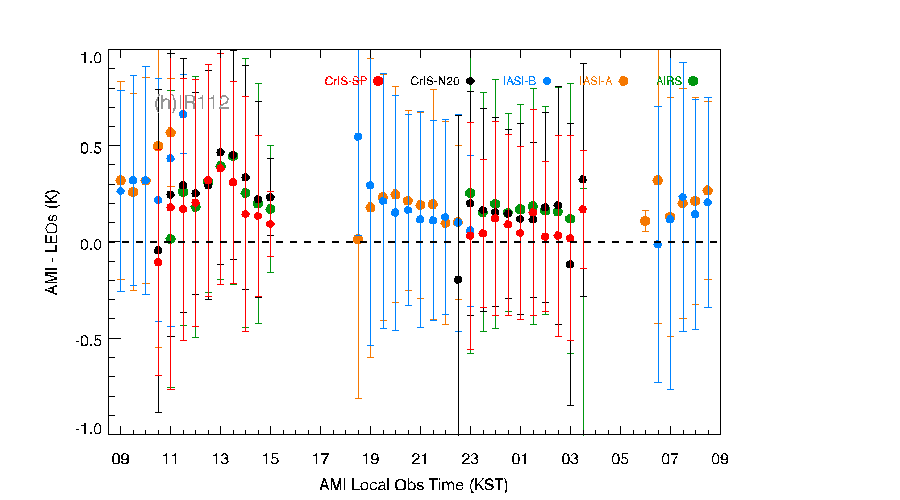 1.0
CrIS-SP CrIS-N20 IASI-B IASI-A AIRS
(h)IR112
0.5
0.0
-0.5
-1.0
AMI - LEOs (K)
09 11 13 15 17 19 21 23 01 03 05 07 09
AMI Local Obs Time (KST)